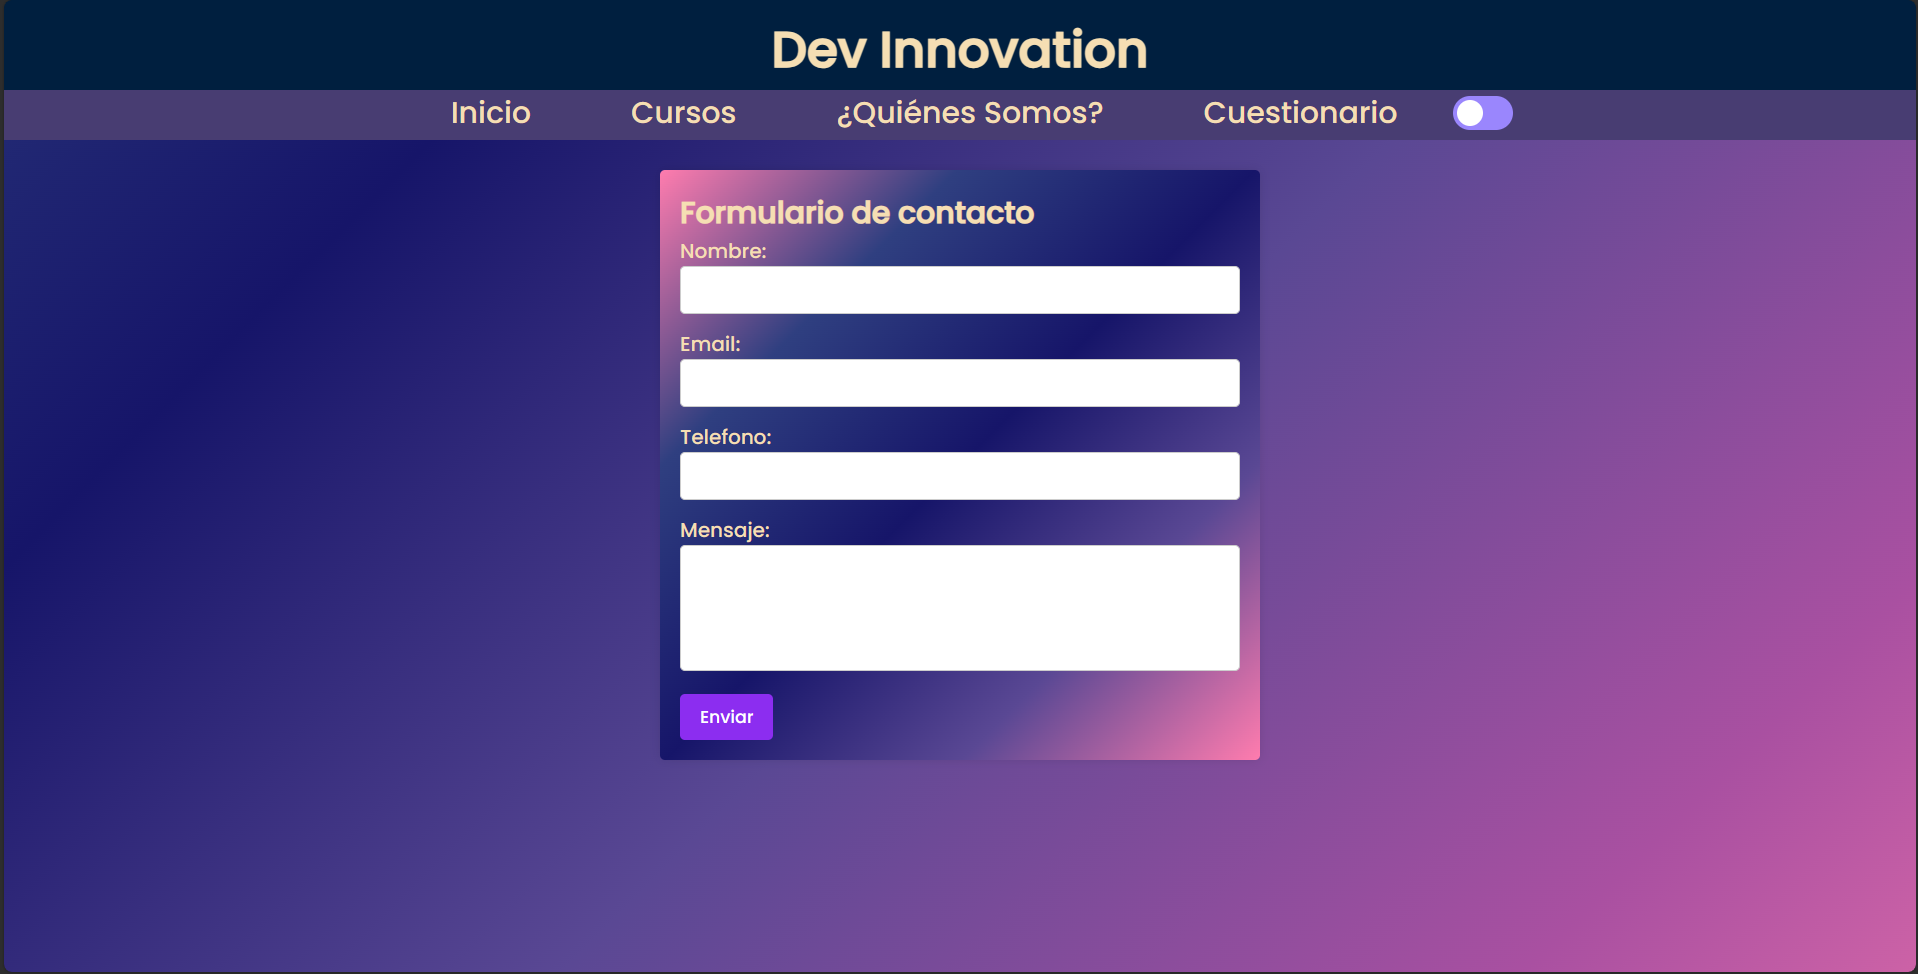 Dev Innovation
Inicio Cursos ¿Quiénes Somos? Cuestionario
Formulario de contacto
Nombre:
Email:
Telefono:
Mensaje:
Enviar